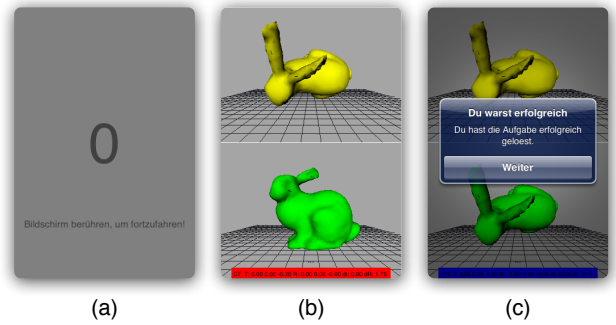 0
Bildschirm berühren, um fortzufahren!
Du warst erfolgreich
Du hast die Aufgabe erfolgreich
geloest.
Weiter
(a)
(b)
(c)